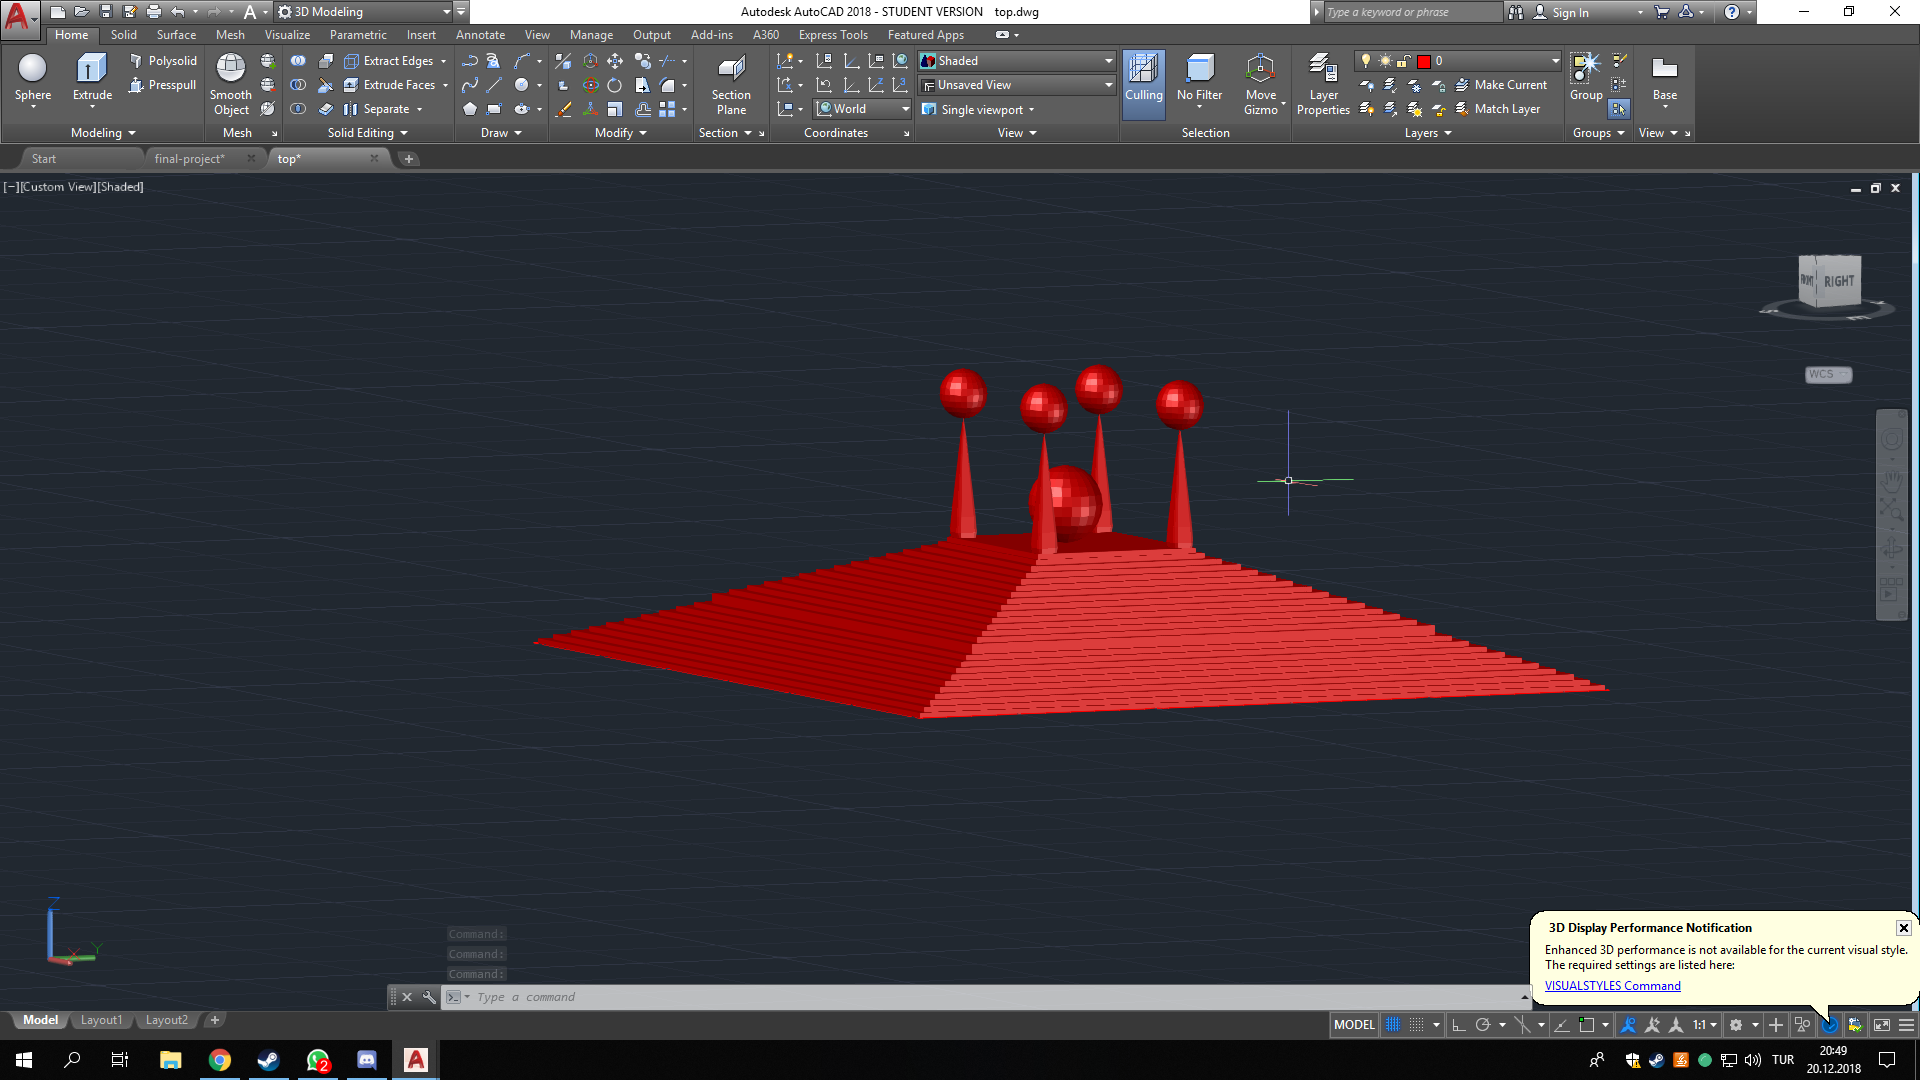 3D Modeling
Autodesk AutoCAD 2018 - STUDENT VERSION top.dwg
Type a keyword or phrase
Sign In
Home Solid Surface Mesh Visualize Parametric Insert Annotate View Manage Output Add-ins A360 Express Tools Featured Apps
Sphere
Extrude
Polysolid
Presspull
Modeling
Smooth
Object
Mesh
Extract Edges
Extrude Faces
Separate
Solid Editing
Draw
Modify
Section
Plane
Section
World
Coordinates
Shaded
Unsaved View
Single viewport
View
Culling
No Filter
Move
Gizmo
Selection
Layer
Properties
0
Make Current
Match Layer
Layers
Group
Groups
Base
View
Start
final-project*
top*
[−][Custom View][Shaded]
FRONT
RIGHT
S
E
WCS
Z
X
Y
Command:
Command:
Command:
Type a command
3D Display Performance Notification
Enhanced 3D performance is not available for the current visual style.
The required settings are listed here:
VISUALSTYLES Command
Model Layout1 Layout2
MODEL
1:1
2
TUR
20:49
20.12.2018